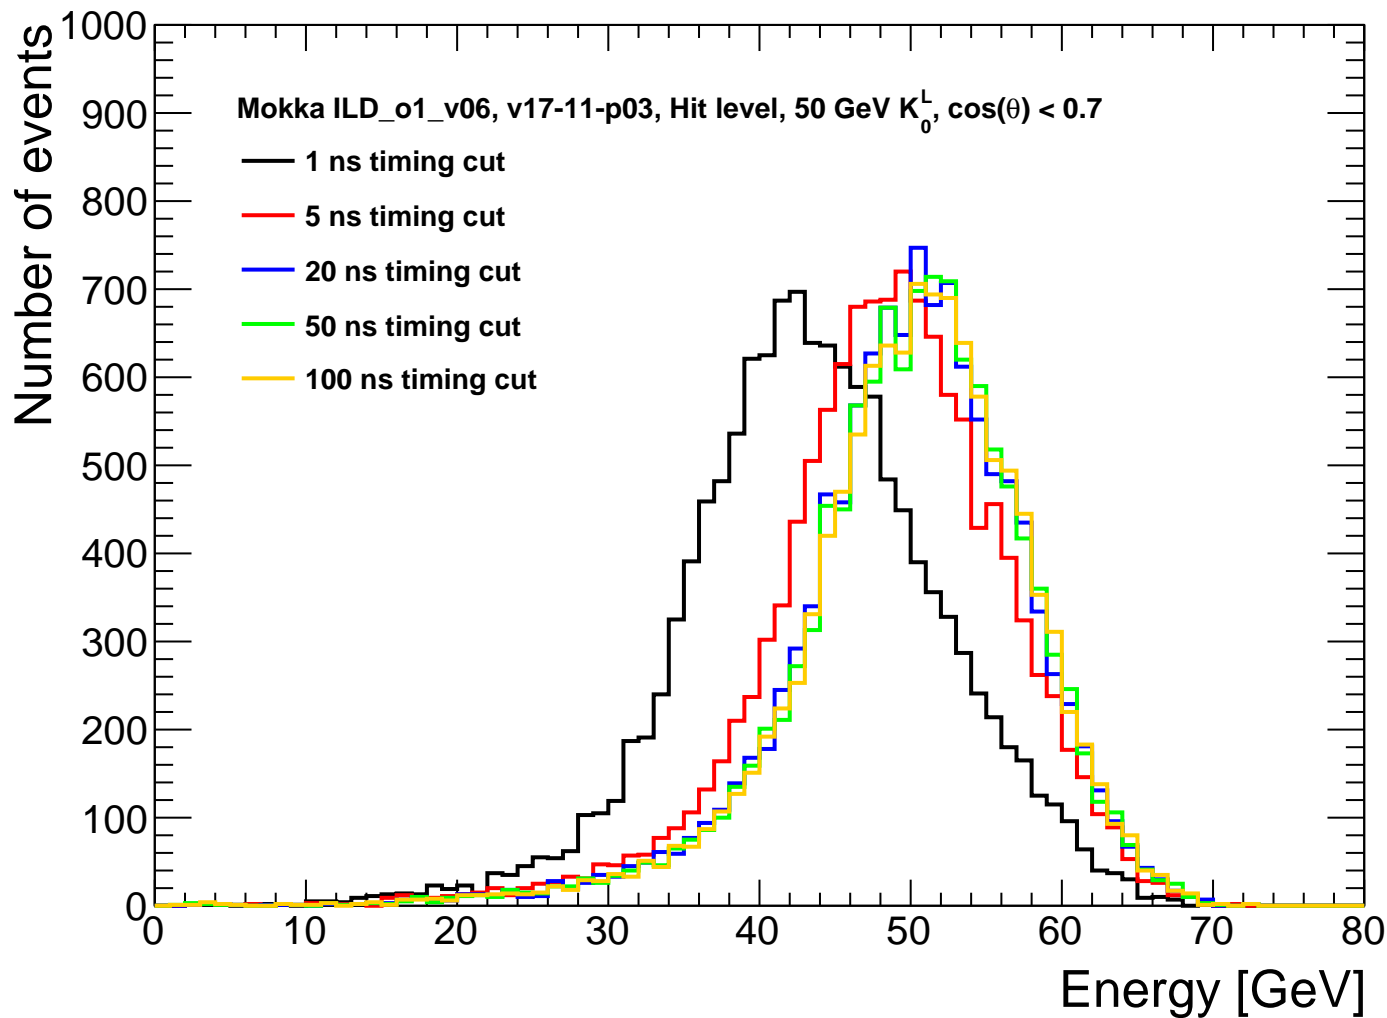 Number of events
1000
900
800
700
600
500
400
300
200
100
0
Mokka ILD_o1_v06, v17-11-p03, Hit level, 50 GeV K₀ᴸ, cos(θ) < 0.7
1 ns timing cut
5 ns timing cut
20 ns timing cut
50 ns timing cut
100 ns timing cut
0 10 20 30 40 50 60 70 80
Energy [GeV]